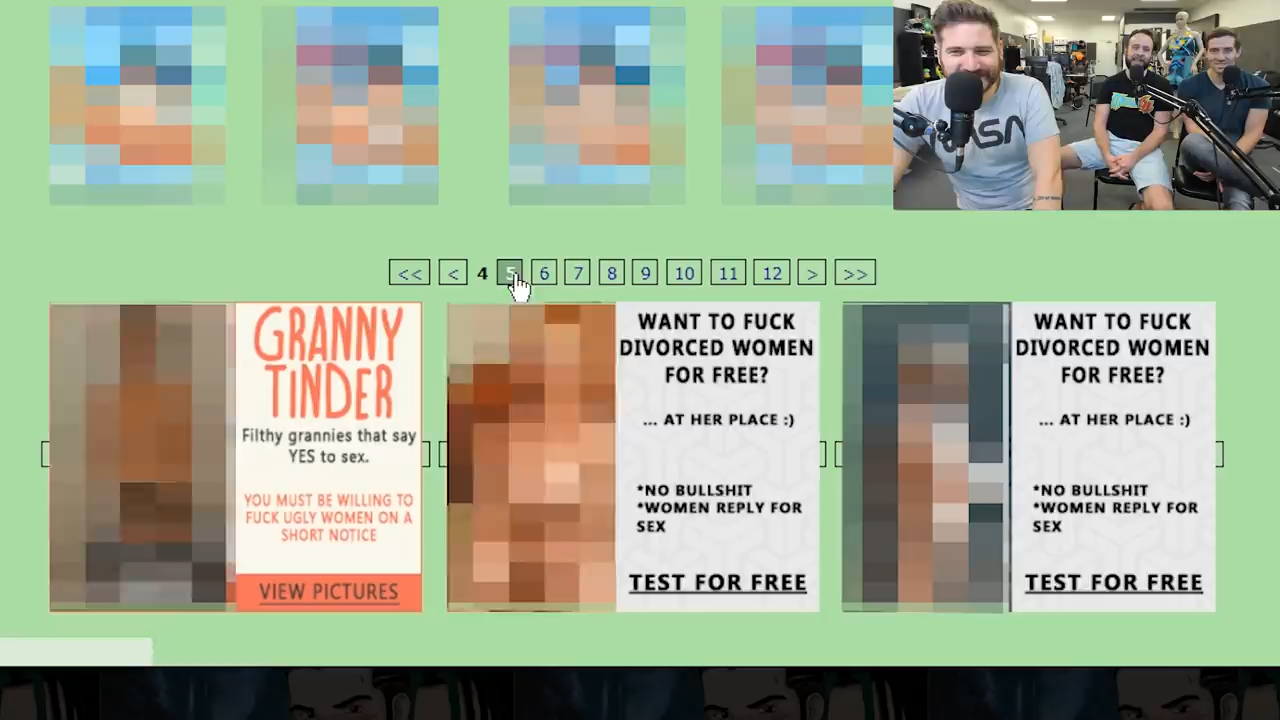 NASA
<< < 4 5 6 7 8 9 10 11 12 > >>
GRANNY
TINDER
Filthy grannies that say
YES to sex.
YOU MUST BE WILLING TO
FUCK UGLY WOMEN ON A
SHORT NOTICE
VIEW PICTURES
WANT TO FUCK
DIVORCED WOMEN
FOR FREE?
... AT HER PLACE :)
*NO BULLSHIT
*WOMEN REPLY FOR
SEX
TEST FOR FREE
WANT TO FUCK
DIVORCED WOMEN
FOR FREE?
... AT HER PLACE :)
*NO BULLSHIT
*WOMEN REPLY FOR
SEX
TEST FOR FREE